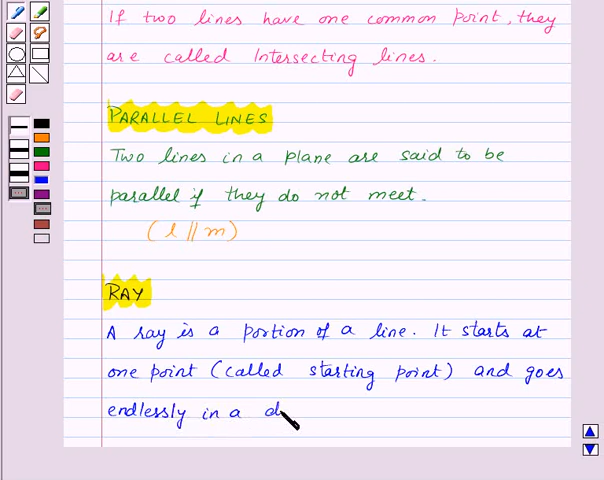 If two lines have one common point, they
are called Intersecting lines.
PARALLEL LINES
Two lines in a plane are said to be
parallel if they do not meet.
(l || m)
RAY
A ray is a portion of a line. It starts at
one point (called starting point) and goes
endlessly in a d